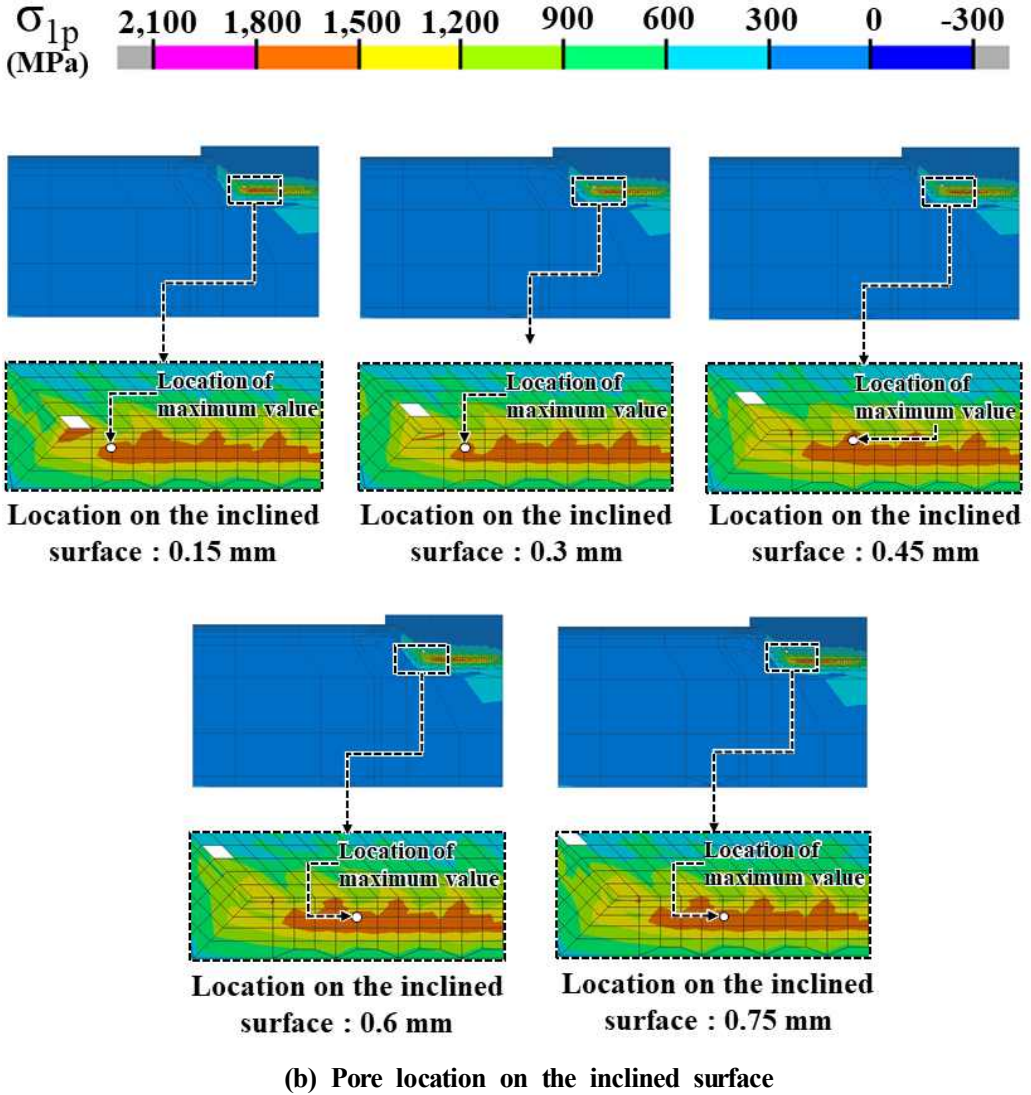 σ1p 2,100 1,800 1,500 1,200 900 600 300 0 -300
(MPa)
Location of
maximum value
Location of
maximum value
Location of
maximum value
Location on the inclined
surface : 0.15 mm
Location on the inclined
surface : 0.3 mm
Location on the inclined
surface : 0.45 mm
Location of
maximum value
Location of
maximum value
Location on the inclined
surface : 0.6 mm
Location on the inclined
surface : 0.75 mm
(b) Pore location on the inclined surface